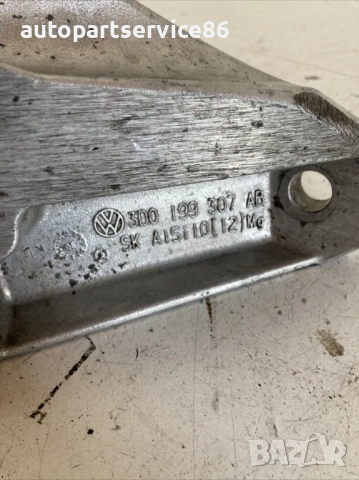 autopartservice86
3D0 199 307 AB
SK AlSi10(12)Mg
BAZAR